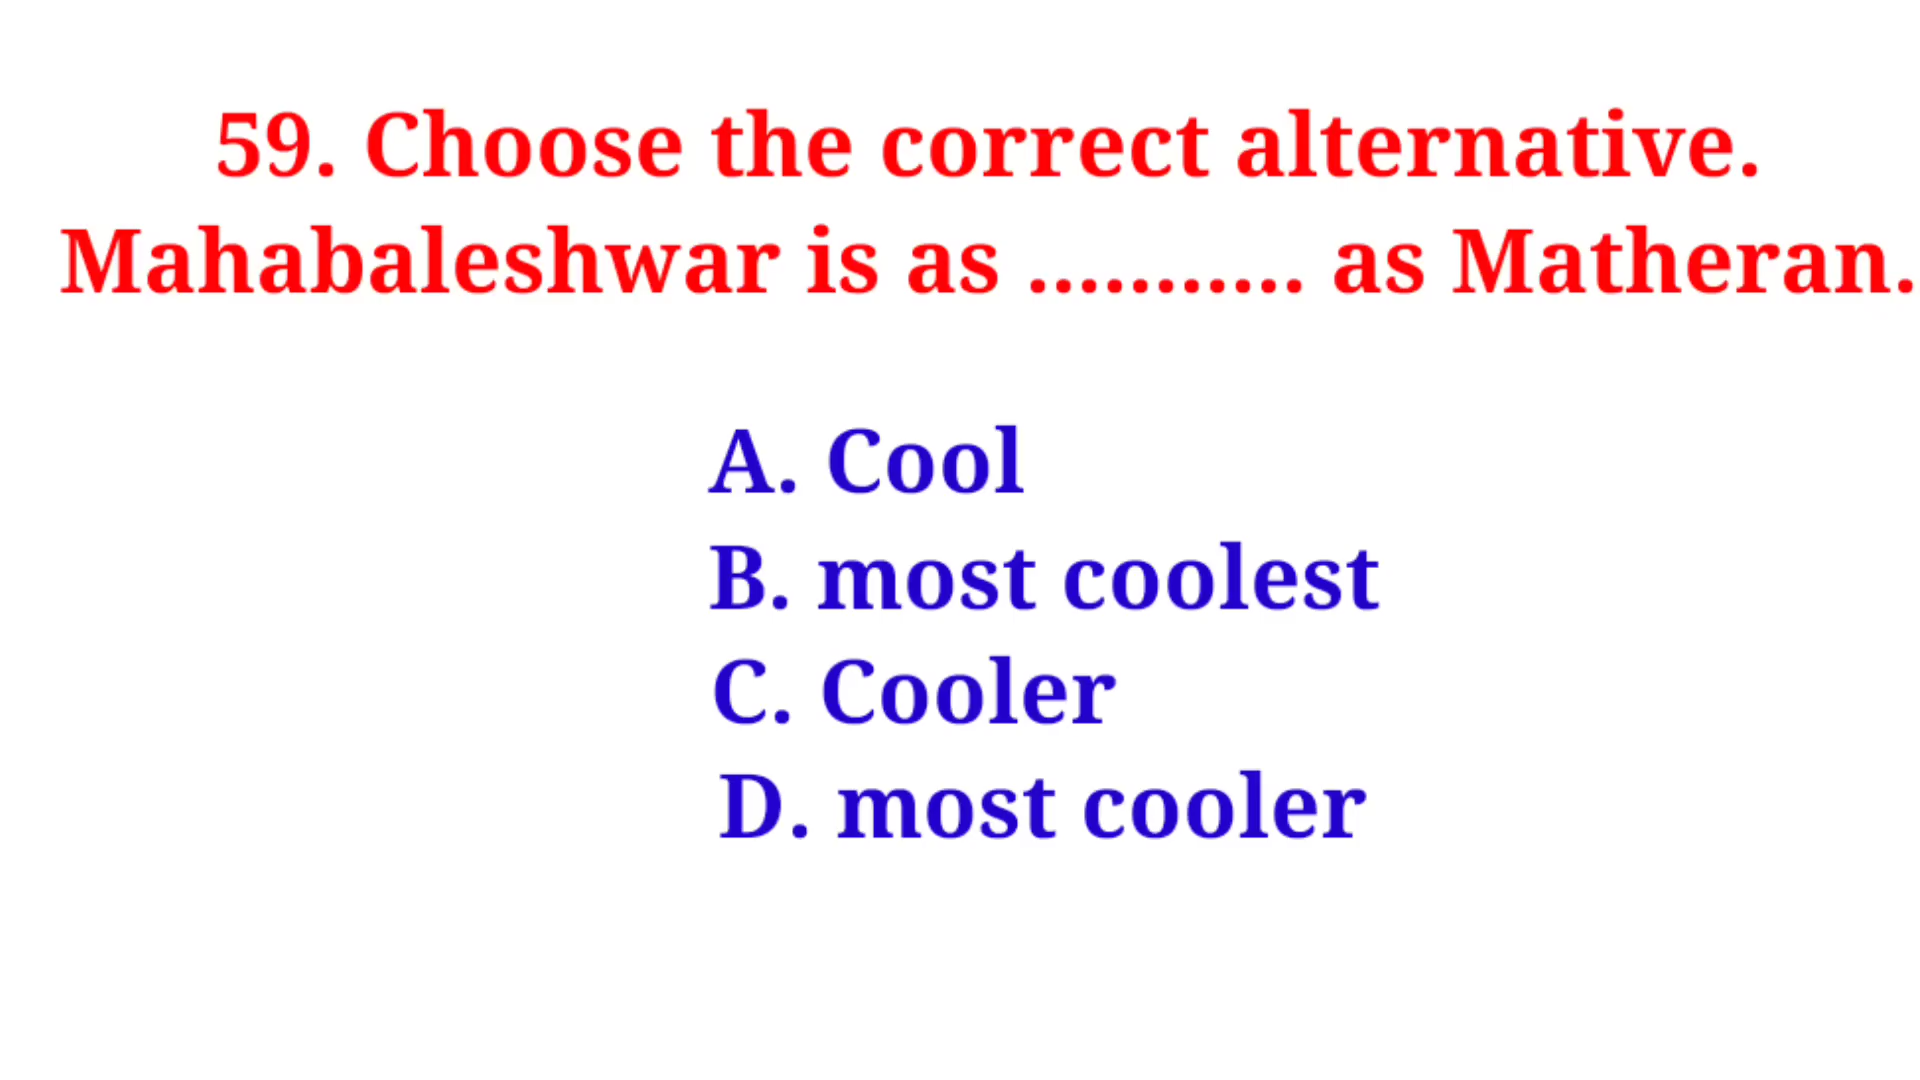 59. Choose the correct alternative.
Mahabaleshwar is as ........... as Matheran.
A. Cool
B. most coolest
C. Cooler
D. most cooler